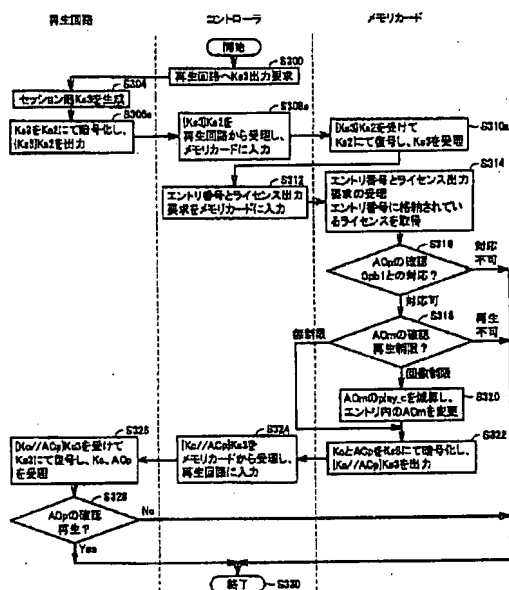 再生回路
コントローラ
メモリカード
開始
S300
再生回路へKs3出力要求
S304
セッション鍵Ks3を生成
S306a
Ks3をKs2にて暗号化し、
{Ks3}Ks2を出力
S308a
{Ks3}Ks2を
再生回路から受理し、
メモリカードに入力
S310a
{Ks3}Ks2を受けて
Ks2にて復号し、Ks3を受理
S312
エントリ番号とライセンス出力
要求をメモリカードに入力
S314
エントリ番号とライセンス出力
要求の受理
エントリ番号に格納されてい
るライセンスを取得
S316
ACpの確認
Cpb1との対応?
対応
不可
対応可
S318
ACmの確認
再生制限?
再生
不可
無制限
回数制限
S320
ACmのplay_cを減算し、
エントリ内のACmを変更
S322
KcとACpをKs3にて暗号化し、
{Kc//ACp}Ks3を出力
S324
{Kc//ACp}Ks3を
メモリカードから受理し、
再生回路に入力
S326
{Kc//ACp}Ks3を受けて
Ks3にて復号し、Kc、ACp
を受理
S328
ACpの確認
再生?
No
Yes
終了
S330